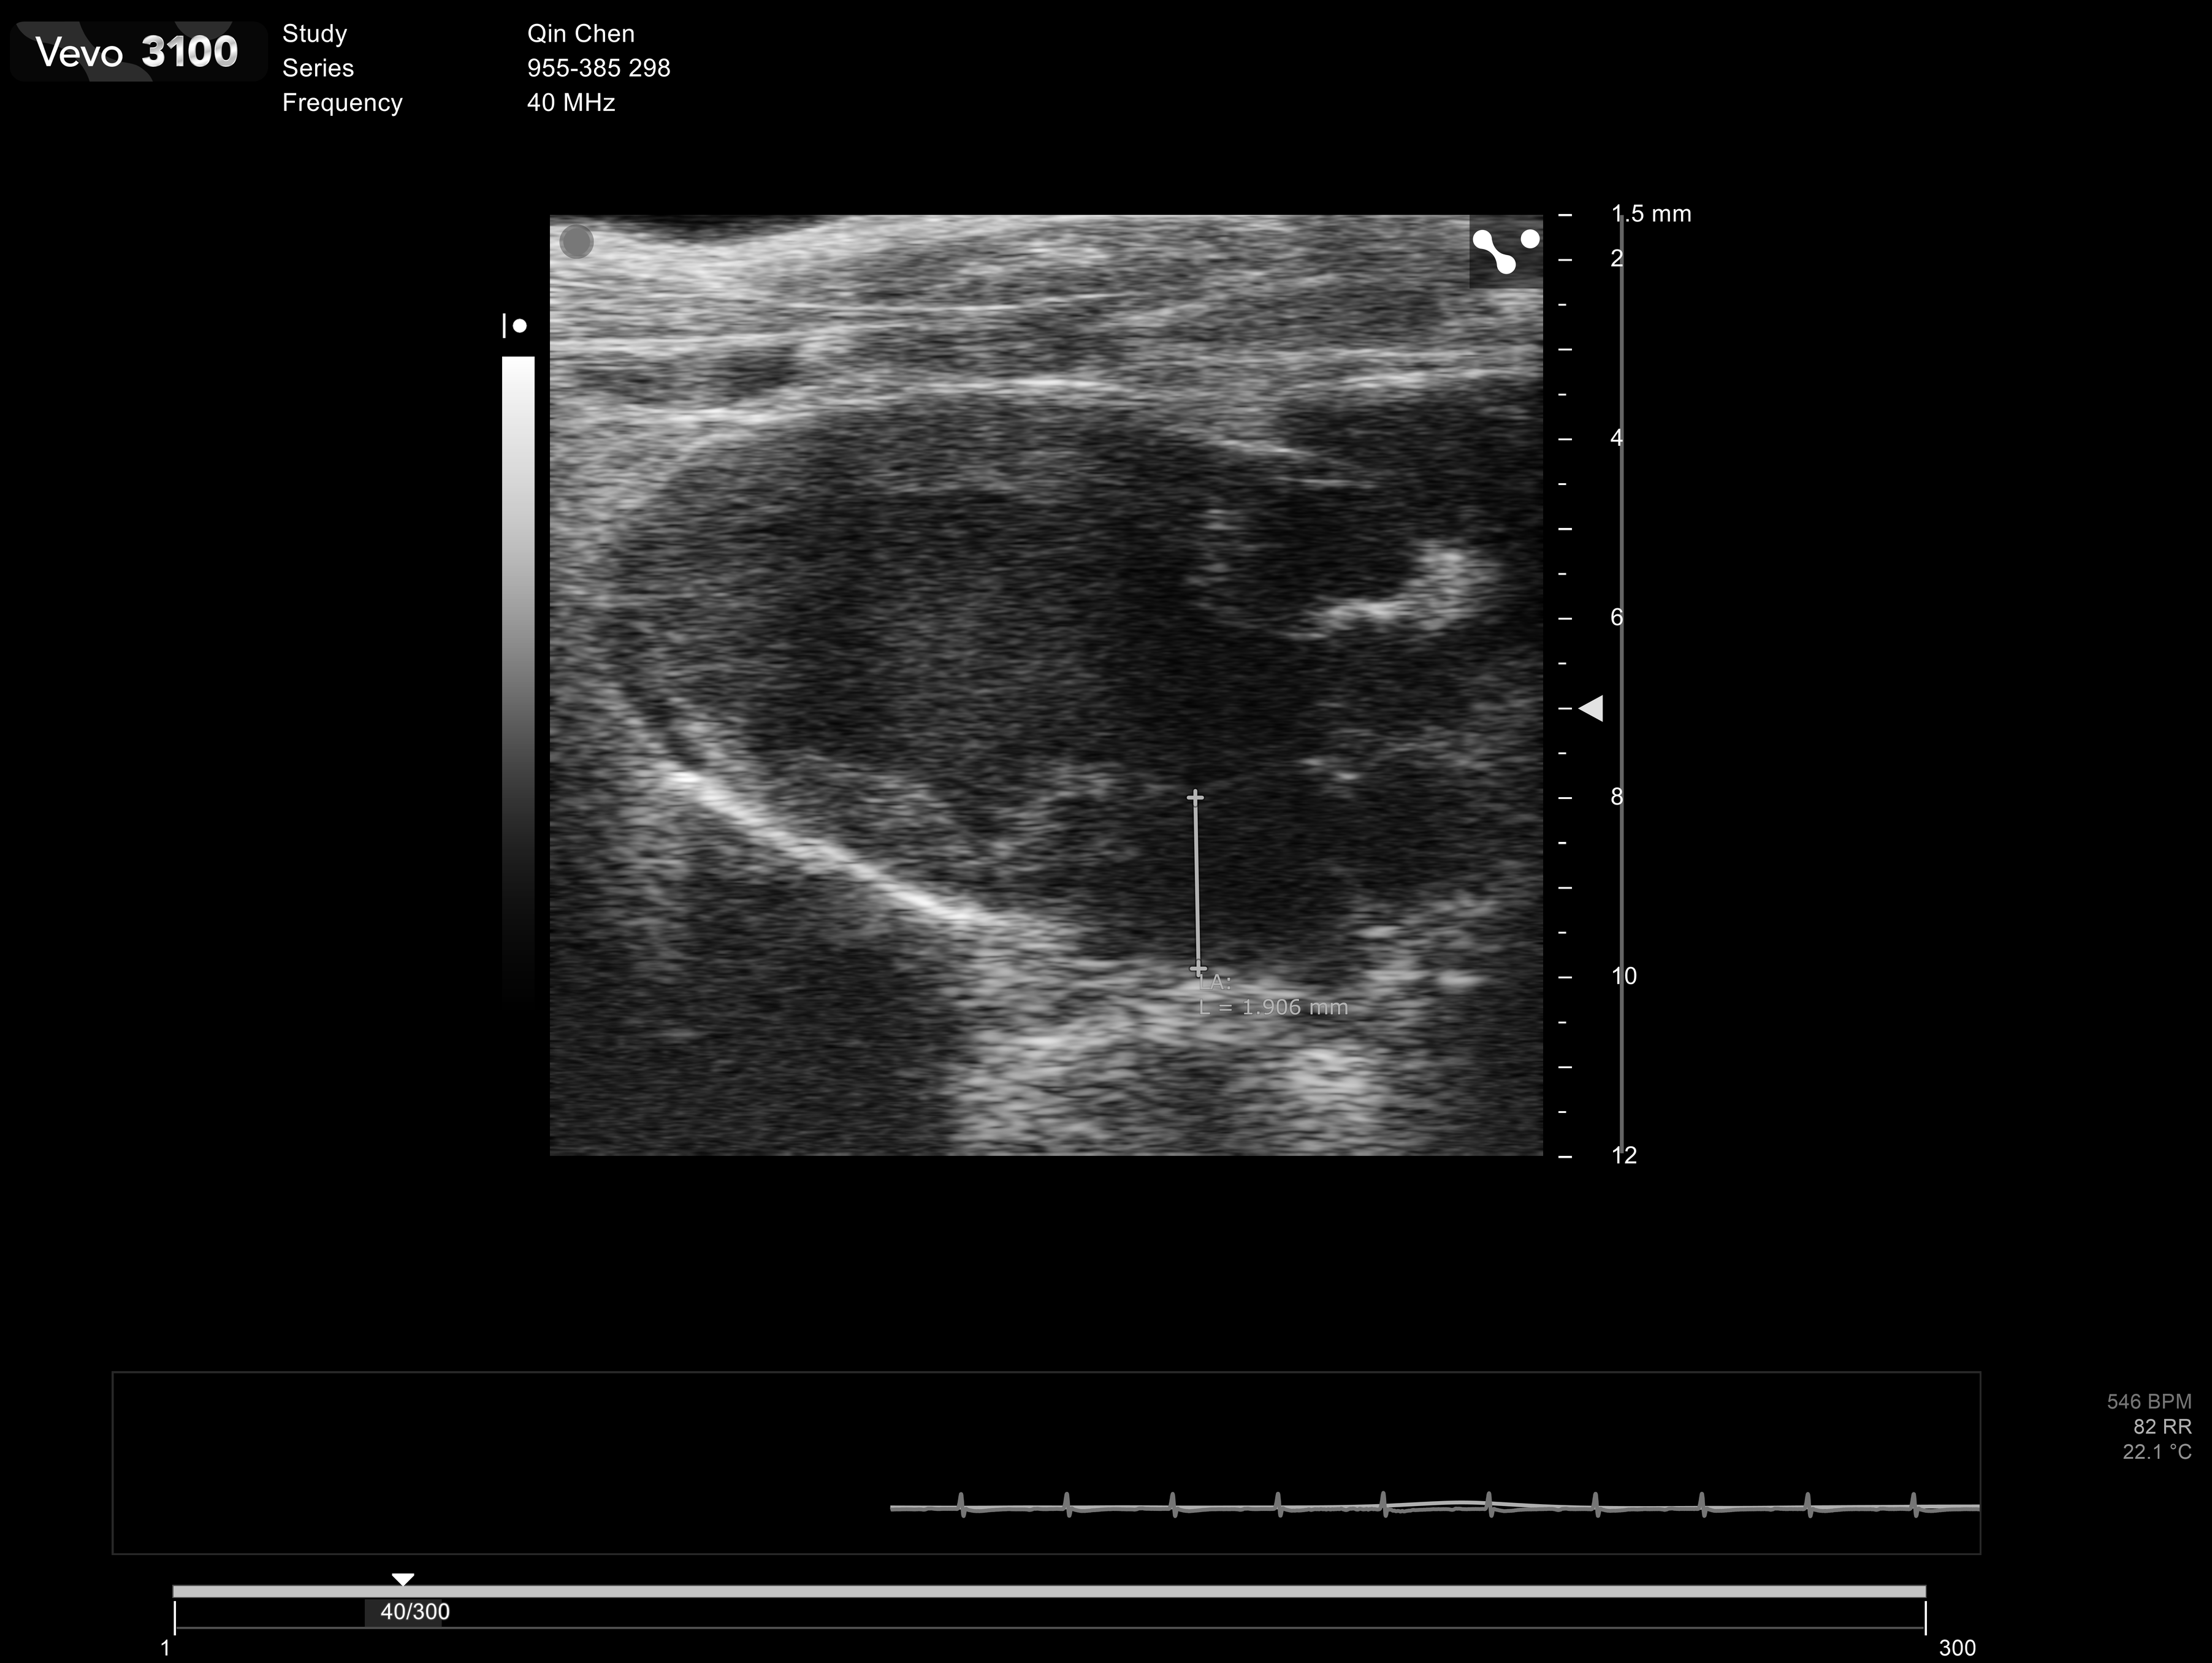 Vevo 3100
Study Qin Chen
Series 955-385 298
Frequency 40 MHz
1.5 mm
2
4
6
8
10
12
LA:
L = 1.906 mm
546 BPM
82 RR
22.1 °C
40/300
1
300